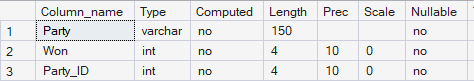 Column_name Type Computed Length Prec Scale Nullable
1 Party varchar no 150 no
2 Won int no 4 10 0 no
3 Party_ID int no 4 10 0 no